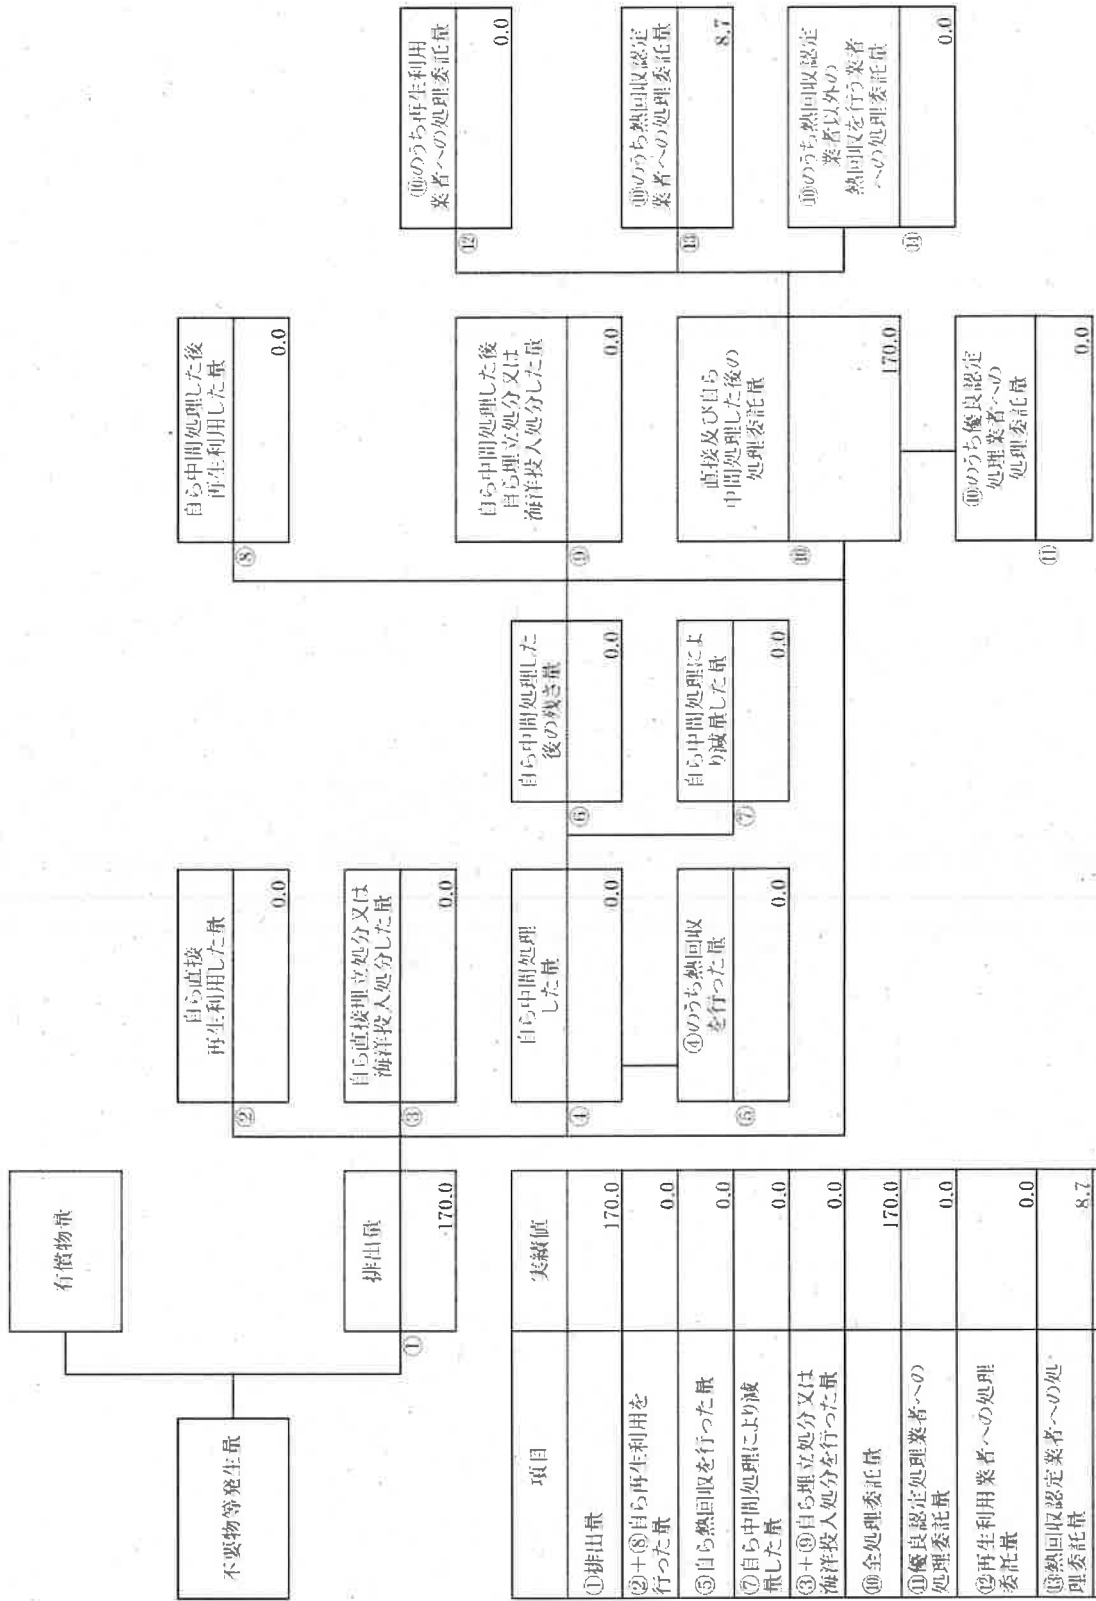 不要物等発生量
有償物量
排出量
①
170.0
自ら直接
再生利用した量
②
0.0
自ら直接埋立処分又は
海洋投入処分した量
③
0.0
自ら中間処理
した量
④
0.0
④のうち熱回収
を行った量
⑤
0.0
自ら中間処理した
後の残さ量
⑥
0.0
自ら中間処理によ
り減量した量
⑦
0.0
自ら中間処理した後
再生利用した量
⑧
0.0
自ら中間処理した後
自ら埋立処分又は
海洋投入処分した量
⑨
0.0
直接及び自ら
中間処理した後の
処理委託量
⑩
170.0
⑩のうち優良認定
処理業者への
処理委託量
⑪
0.0
⑩のうち再生利用
業者への処理委託量
⑫
0.0
⑩のうち熱回収認定
業者への処理委託量
⑬
8.7
⑩のうち熱回収認定
業者以外の
熱回収を行う業者
への処理委託量
⑭
0.0
項目 実績値
①排出量 170.0
②+⑧自ら再生利用を
行った量 0.0
⑤自ら熱回収を行った量 0.0
⑦自ら中間処理により減
量した量 0.0
③+⑨自ら埋立処分又は
海洋投入処分を行った量 0.0
⑩全処理委託量 170.0
⑪優良認定処理業者への
処理委託量 0.0
⑫再生利用業者への処理
委託量 0.0
⑬熱回収認定業者への処
理委託量 8.7